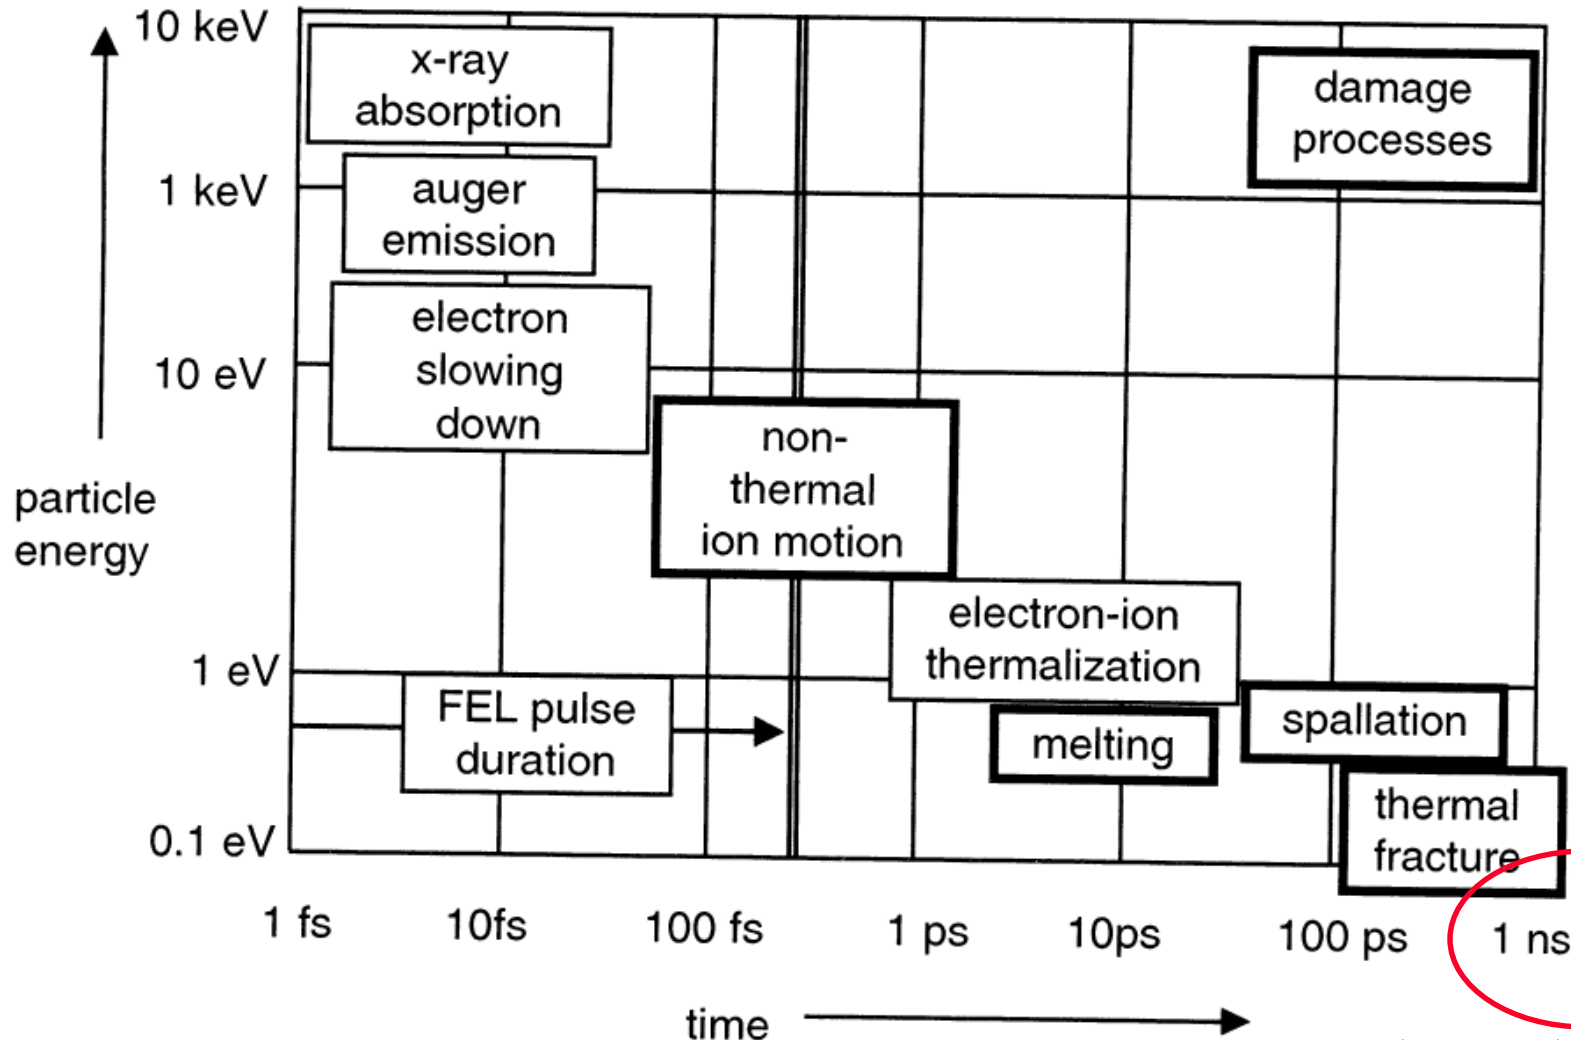 10 keV
x-ray
absorption
damage
processes
1 keV
auger
emission
electron
slowing
down
10 eV
non-
thermal
ion motion
particle
energy
electron-ion
thermalization
1 eV
FEL pulse
duration
melting
spallation
thermal
fracture
0.1 eV
1 fs
10fs
100 fs
1 ps
10ps
100 ps
1 ns
time